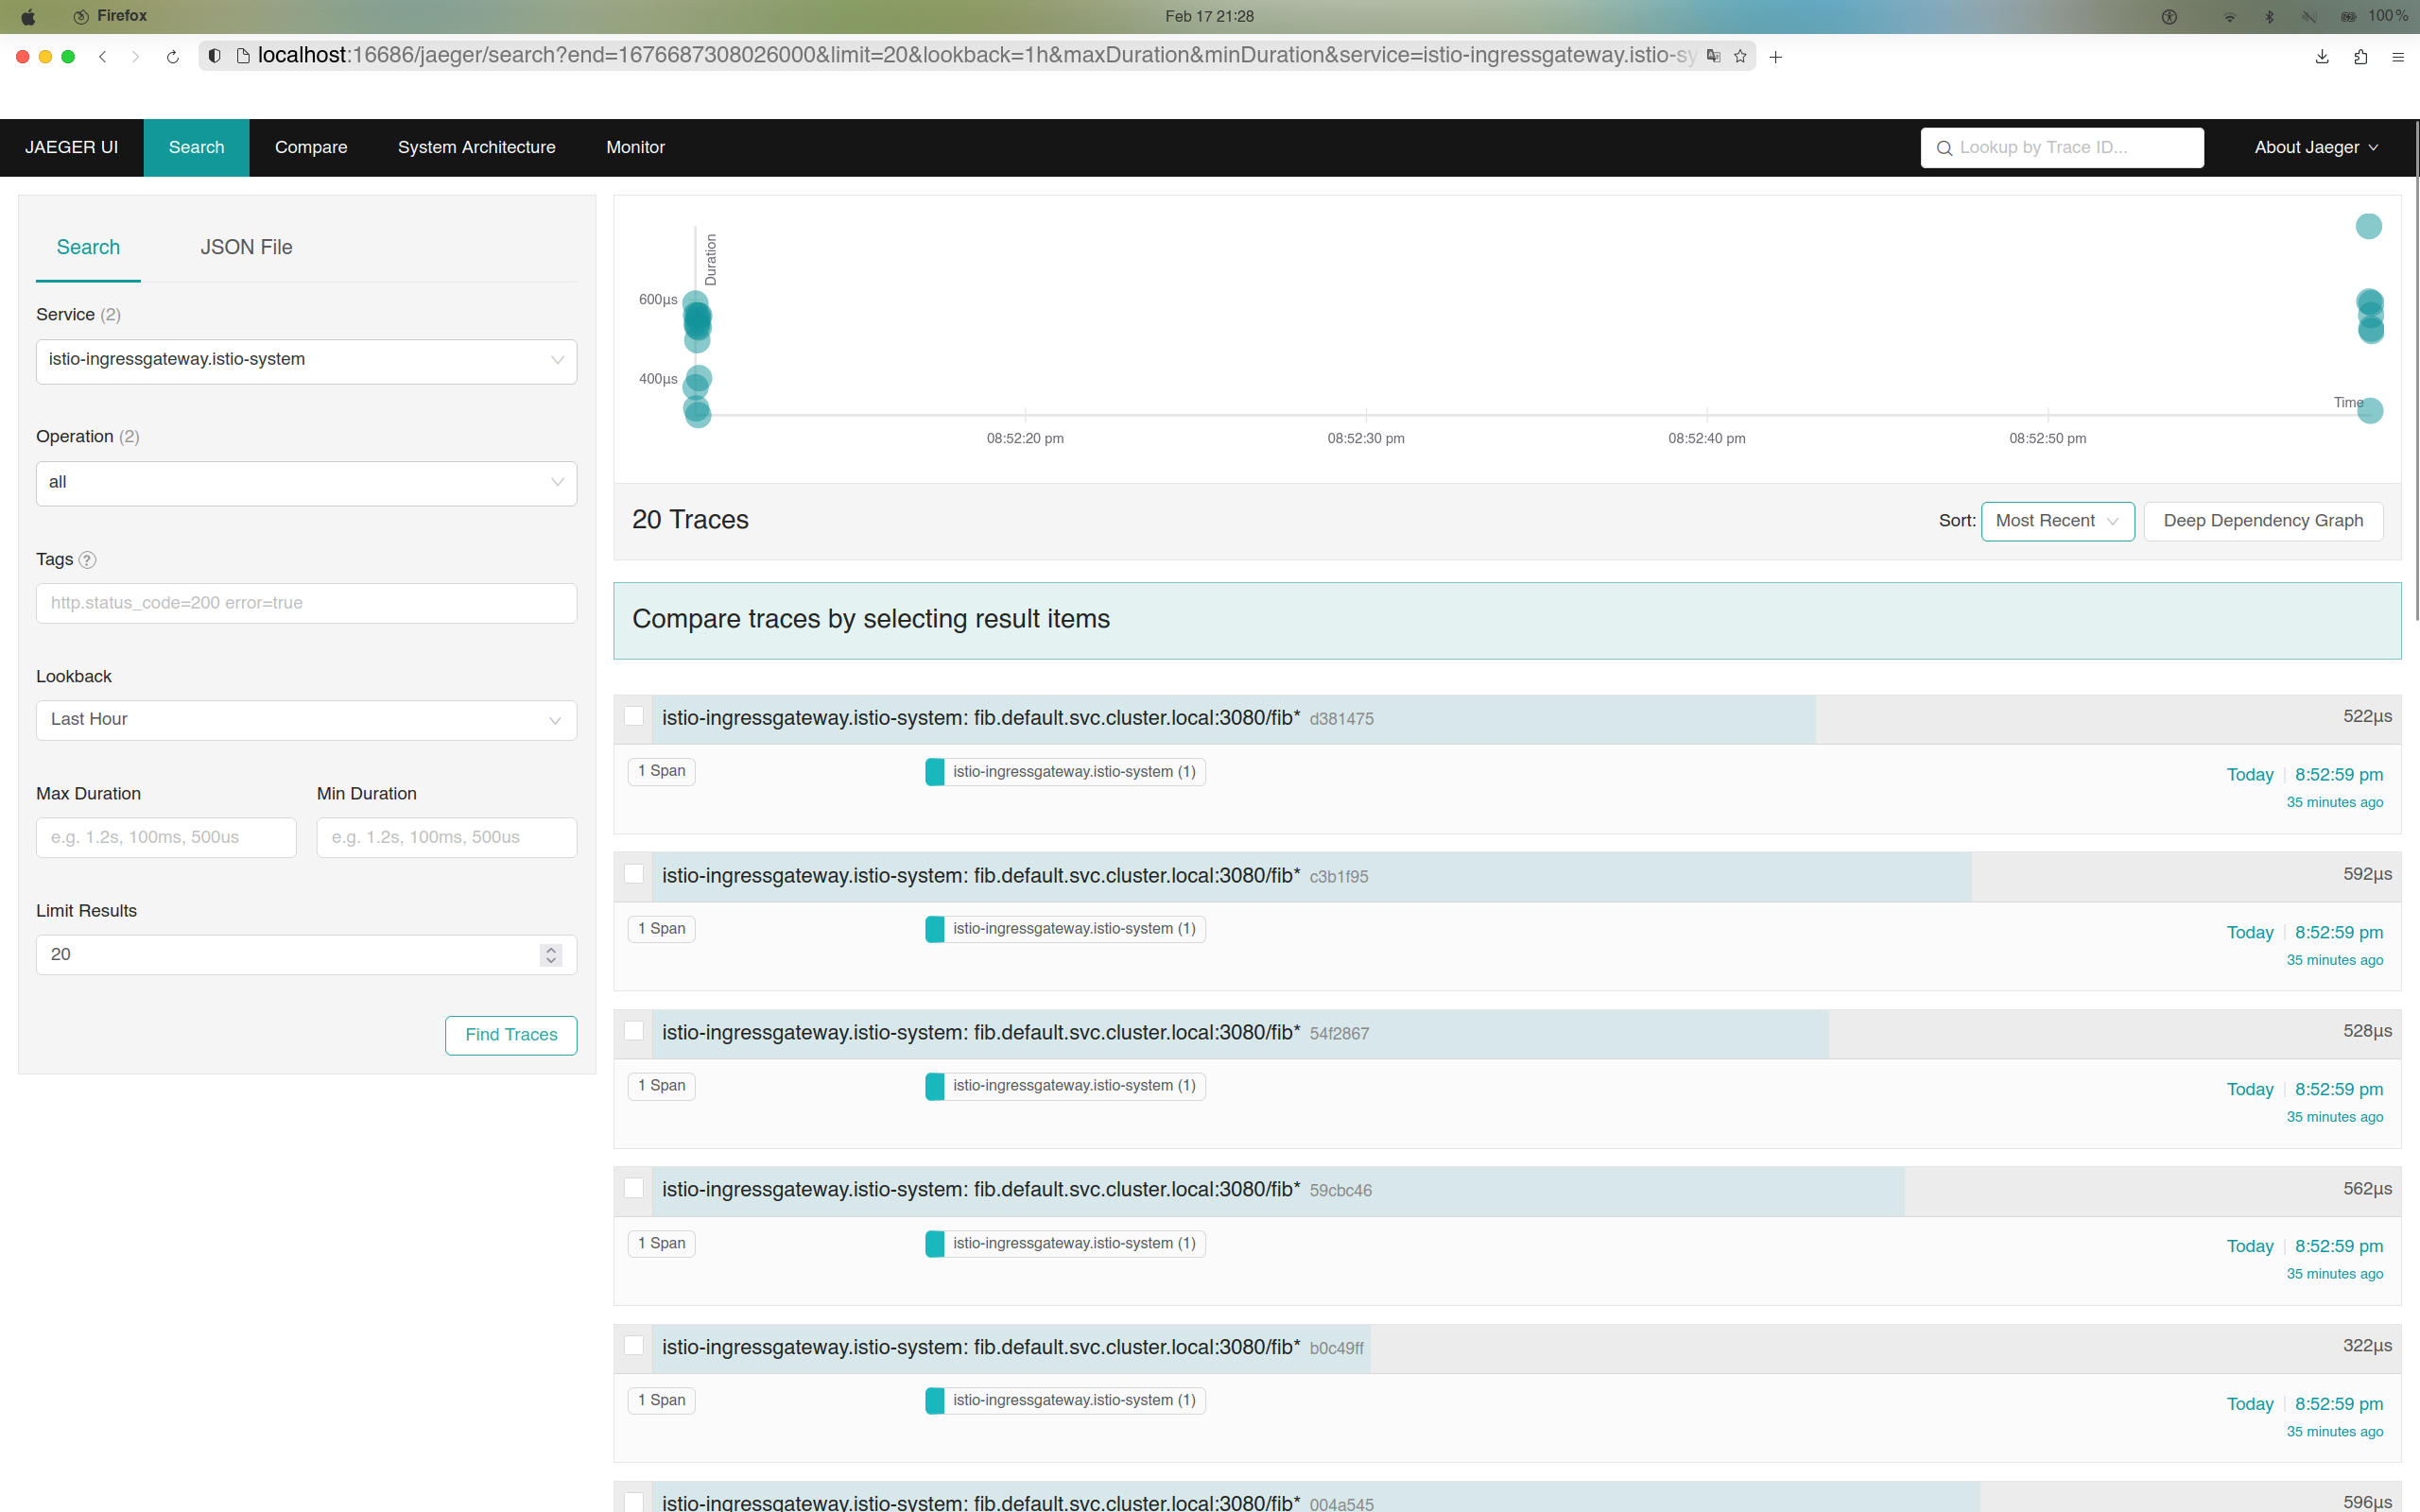 Firefox
Feb 17 21:28
100%
localhost:16686/jaeger/search?end=1676687308026000&limit=20&lookback=1h&maxDuration&minDuration&service=istio-ingressgateway.istio-sy
JAEGER UI Search Compare System Architecture Monitor
Lookup by Trace ID...
About Jaeger
Search JSON File
Service (2)
istio-ingressgateway.istio-system
Operation (2)
all
Tags ?
http.status_code=200 error=true
Lookback
Last Hour
Max Duration Min Duration
e.g. 1.2s, 100ms, 500us e.g. 1.2s, 100ms, 500us
Limit Results
20
Find Traces
Duration
600μs
400μs
Time
08:52:20 pm 08:52:30 pm 08:52:40 pm 08:52:50 pm
20 Traces
Sort: Most Recent Deep Dependency Graph
Compare traces by selecting result items
istio-ingressgateway.istio-system: fib.default.svc.cluster.local:3080/fib* d381475 522μs
1 Span istio-ingressgateway.istio-system (1) Today 8:52:59 pm
35 minutes ago
istio-ingressgateway.istio-system: fib.default.svc.cluster.local:3080/fib* c3b1f95 592μs
1 Span istio-ingressgateway.istio-system (1) Today 8:52:59 pm
35 minutes ago
istio-ingressgateway.istio-system: fib.default.svc.cluster.local:3080/fib* 54f2867 528μs
1 Span istio-ingressgateway.istio-system (1) Today 8:52:59 pm
35 minutes ago
istio-ingressgateway.istio-system: fib.default.svc.cluster.local:3080/fib* 59cbc46 562μs
1 Span istio-ingressgateway.istio-system (1) Today 8:52:59 pm
35 minutes ago
istio-ingressgateway.istio-system: fib.default.svc.cluster.local:3080/fib* b0c49ff 322μs
1 Span istio-ingressgateway.istio-system (1) Today 8:52:59 pm
35 minutes ago
istio-ingressgateway.istio-system: fib.default.svc.cluster.local:3080/fib* 004a545 596μs